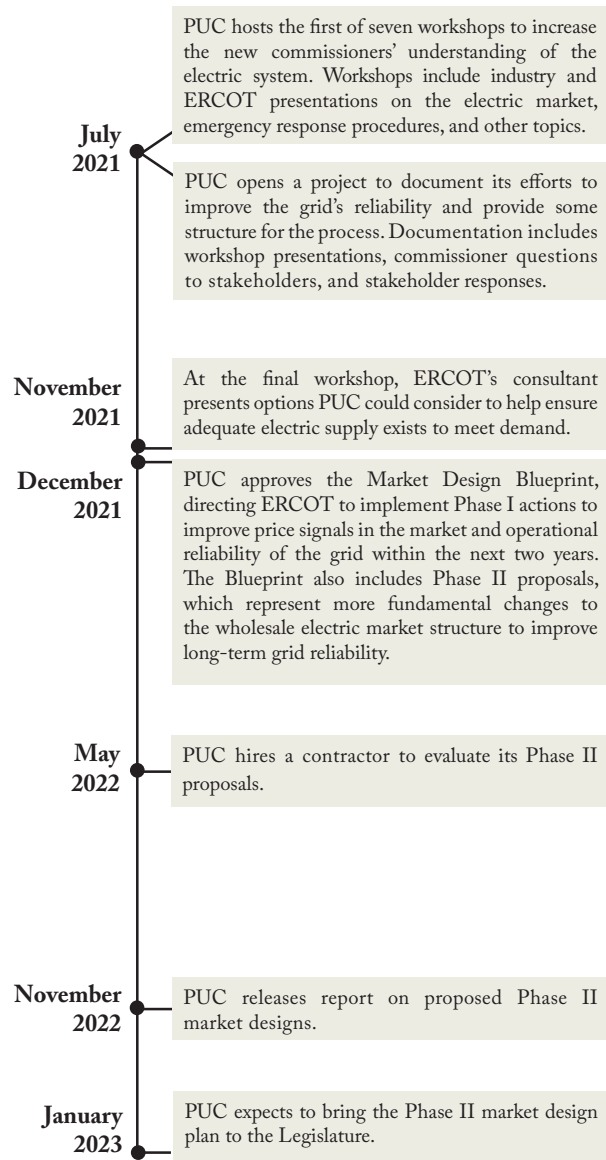 July
2021
PUC hosts the first of seven workshops to increase
the new commissioners’ understanding of the
electric system. Workshops include industry and
ERCOT presentations on the electric market,
emergency response procedures, and other topics.
PUC opens a project to document its efforts to
improve the grid’s reliability and provide some
structure for the process. Documentation includes
workshop presentations, commissioner questions
to stakeholders, and stakeholder responses.
November
2021
At the final workshop, ERCOT’s consultant
presents options PUC could consider to help ensure
adequate electric supply exists to meet demand.
December
2021
PUC approves the Market Design Blueprint,
directing ERCOT to implement Phase I actions to
improve price signals in the market and operational
reliability of the grid within the next two years.
The Blueprint also includes Phase II proposals,
which represent more fundamental changes to
the wholesale electric market structure to improve
long-term grid reliability.
May
2022
PUC hires a contractor to evaluate its Phase II
proposals.
November
2022
PUC releases report on proposed Phase II
market designs.
January
2023
PUC expects to bring the Phase II market design
plan to the Legislature.